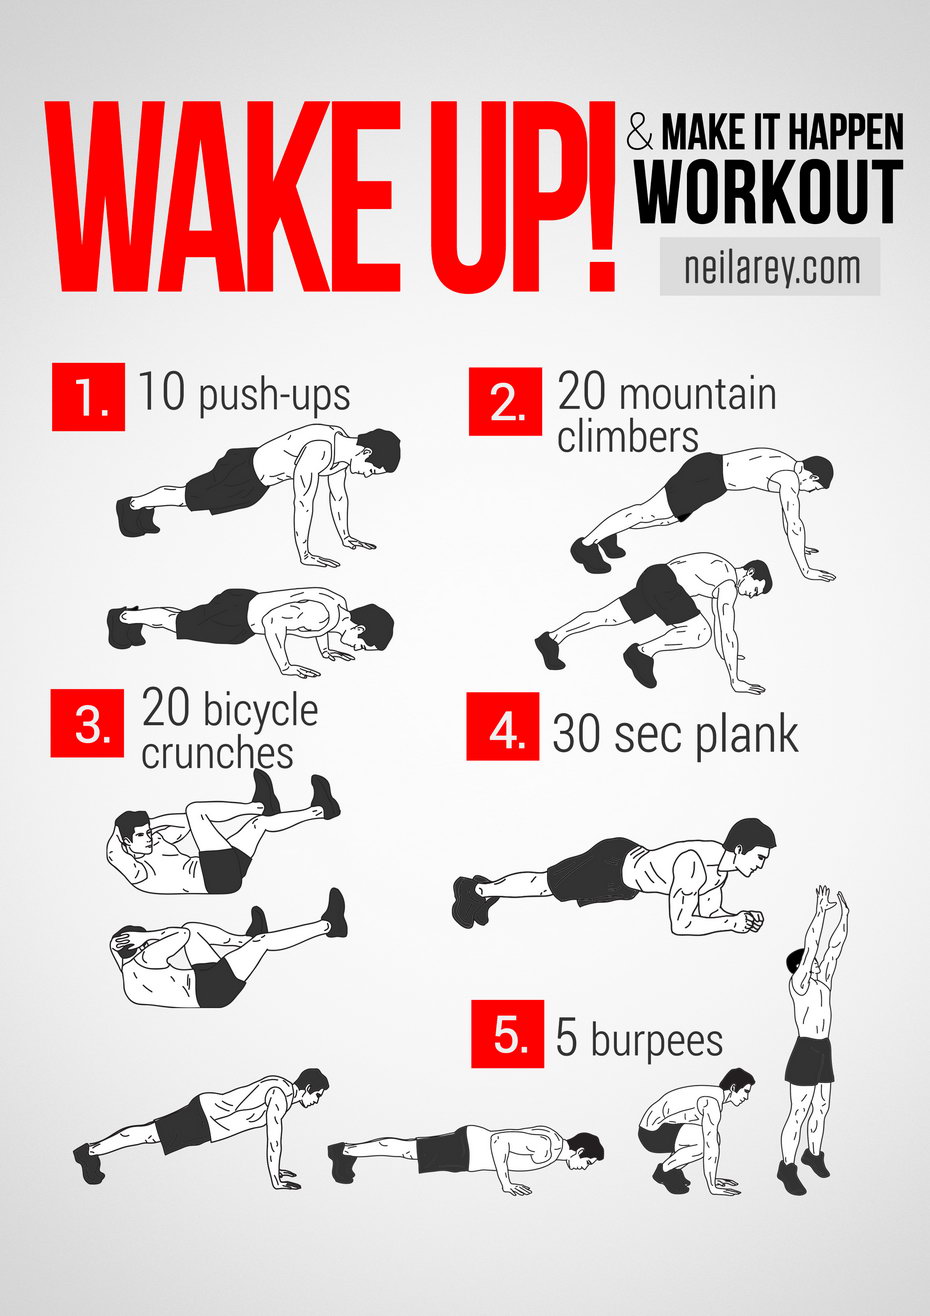 WAKE UP!
& MAKE IT HAPPEN
WORKOUT
neilarey.com
1. 10 push-ups
2. 20 mountain
climbers
3. 20 bicycle
crunches
4. 30 sec plank
5. 5 burpees